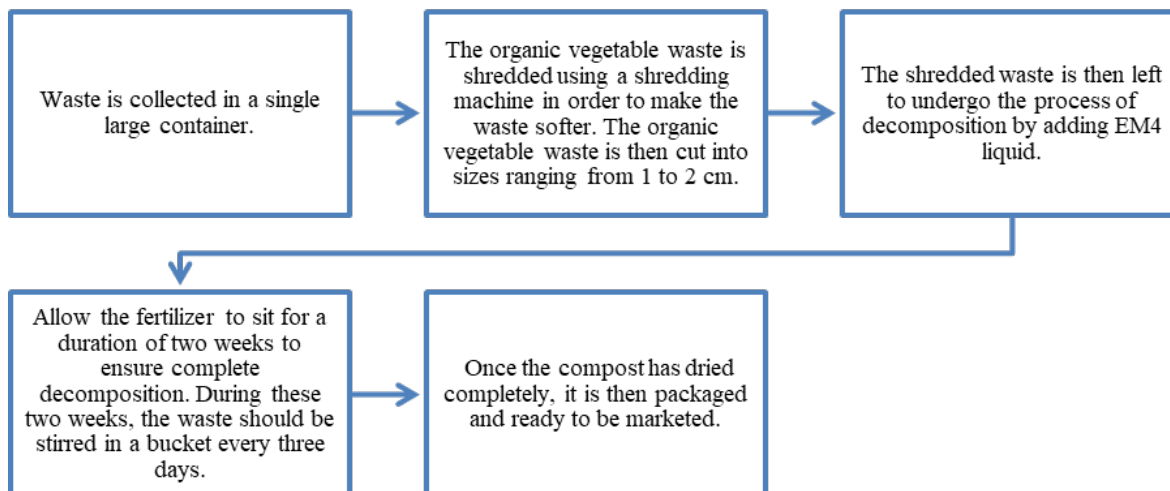 Waste is collected in a single
large container.
The organic vegetable waste is
shredded using a shredding
machine in order to make the
waste softer. The organic
vegetable waste is then cut into
sizes ranging from 1 to 2 cm.
The shredded waste is then left
to undergo the process of
decomposition by adding EM4
liquid.
Allow the fertilizer to sit for a
duration of two weeks to
ensure complete
decomposition. During these
two weeks, the waste should be
stirred in a bucket every three
days.
Once the compost has dried
completely, it is then packaged
and ready to be marketed.